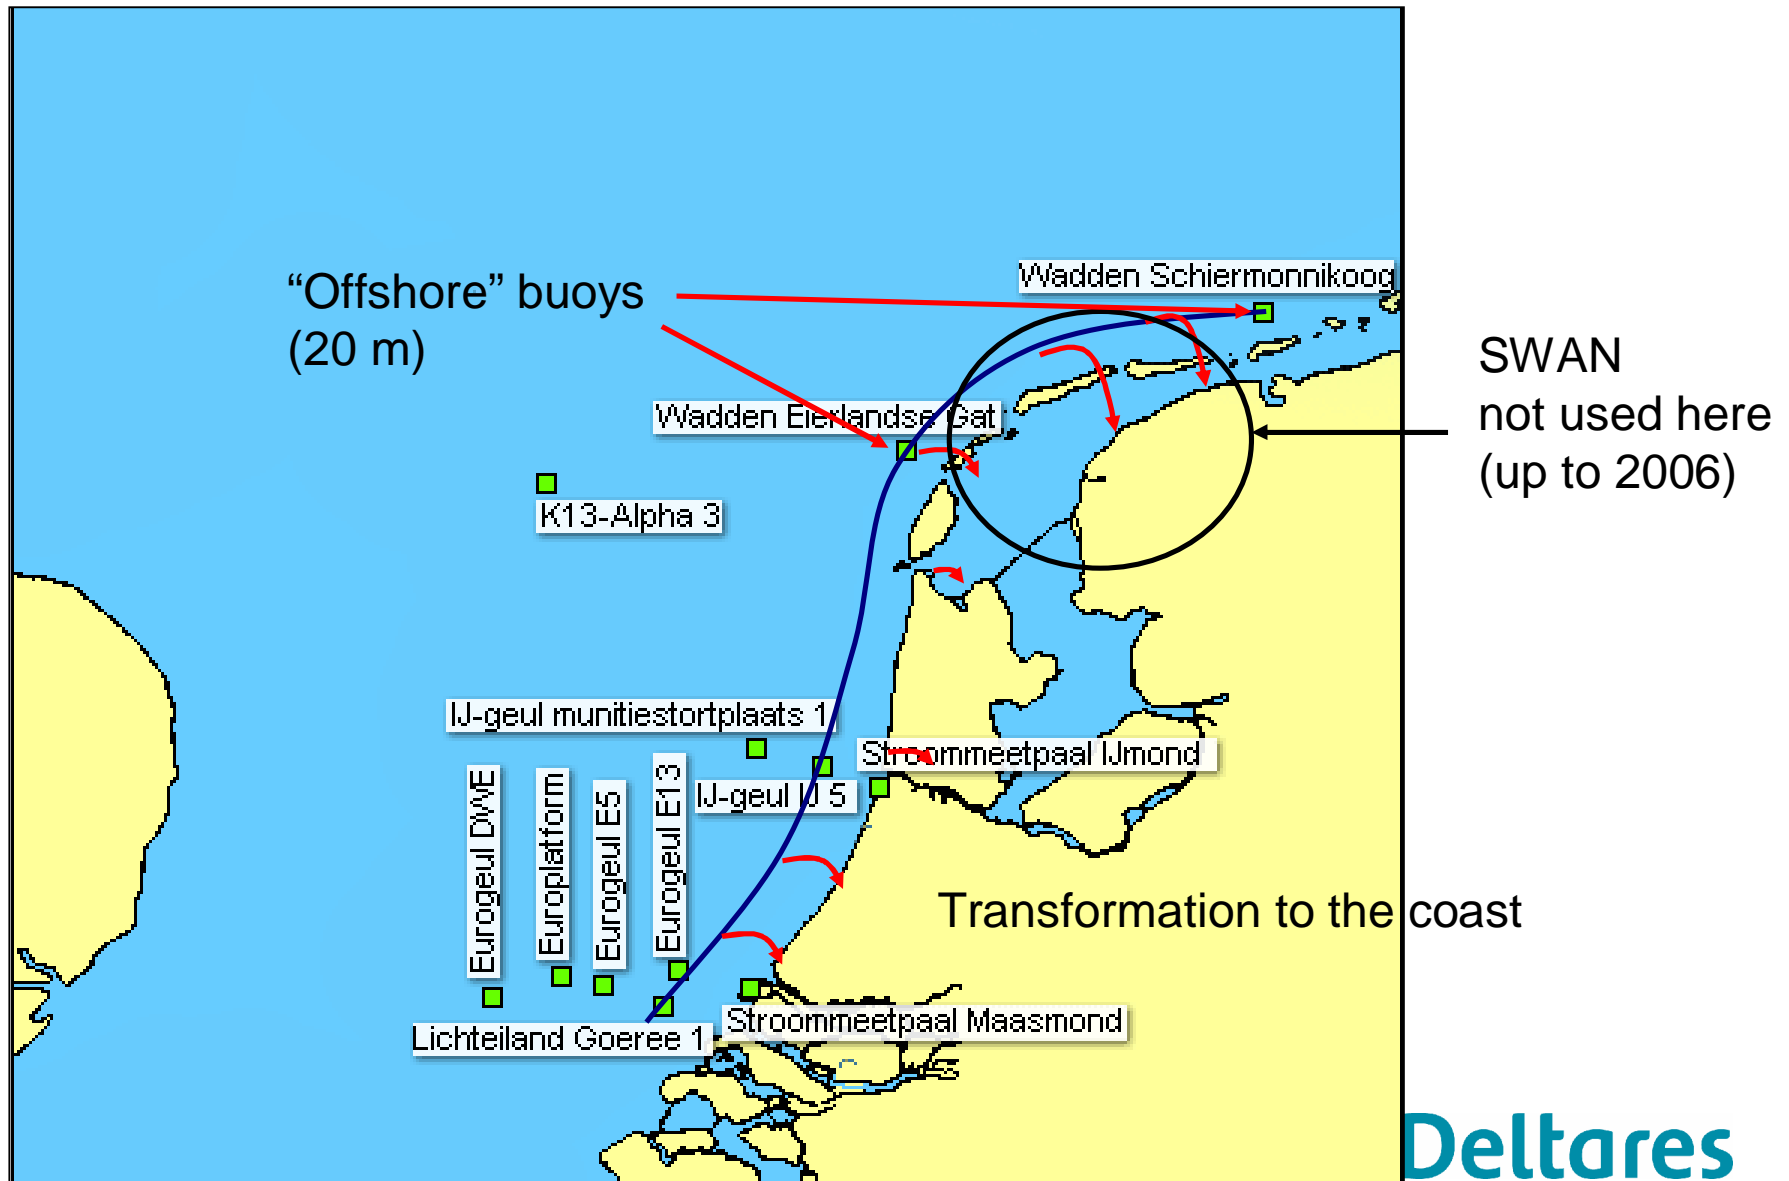 Wadden Schiermonnikoog
“Offshore” buoys
(20 m)
SWAN
not used here
(up to 2006)
Wadden Eierlandse Gat
K13-Alpha 3
IJ-geul munitiestortplaats 1
Stroommeetpaal IJmond
IJ-geul IJ 5
Eurogeul DWE
Europlatform
Eurogeul E5
Eurogeul E13
Transformation to the coast
Lichteiland Goeree 1
Stroommeetpaal Maasmond
Deltares